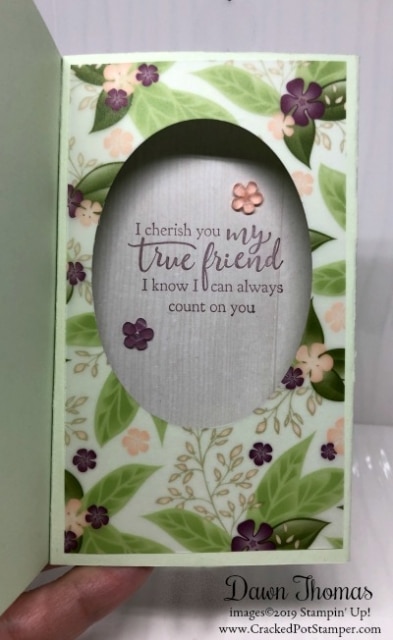 I cherish you my
true friend
I know I can always
count on you
Dawn Thomas
images©2019 Stampin' Up!
www.CrackedPotStamper.com